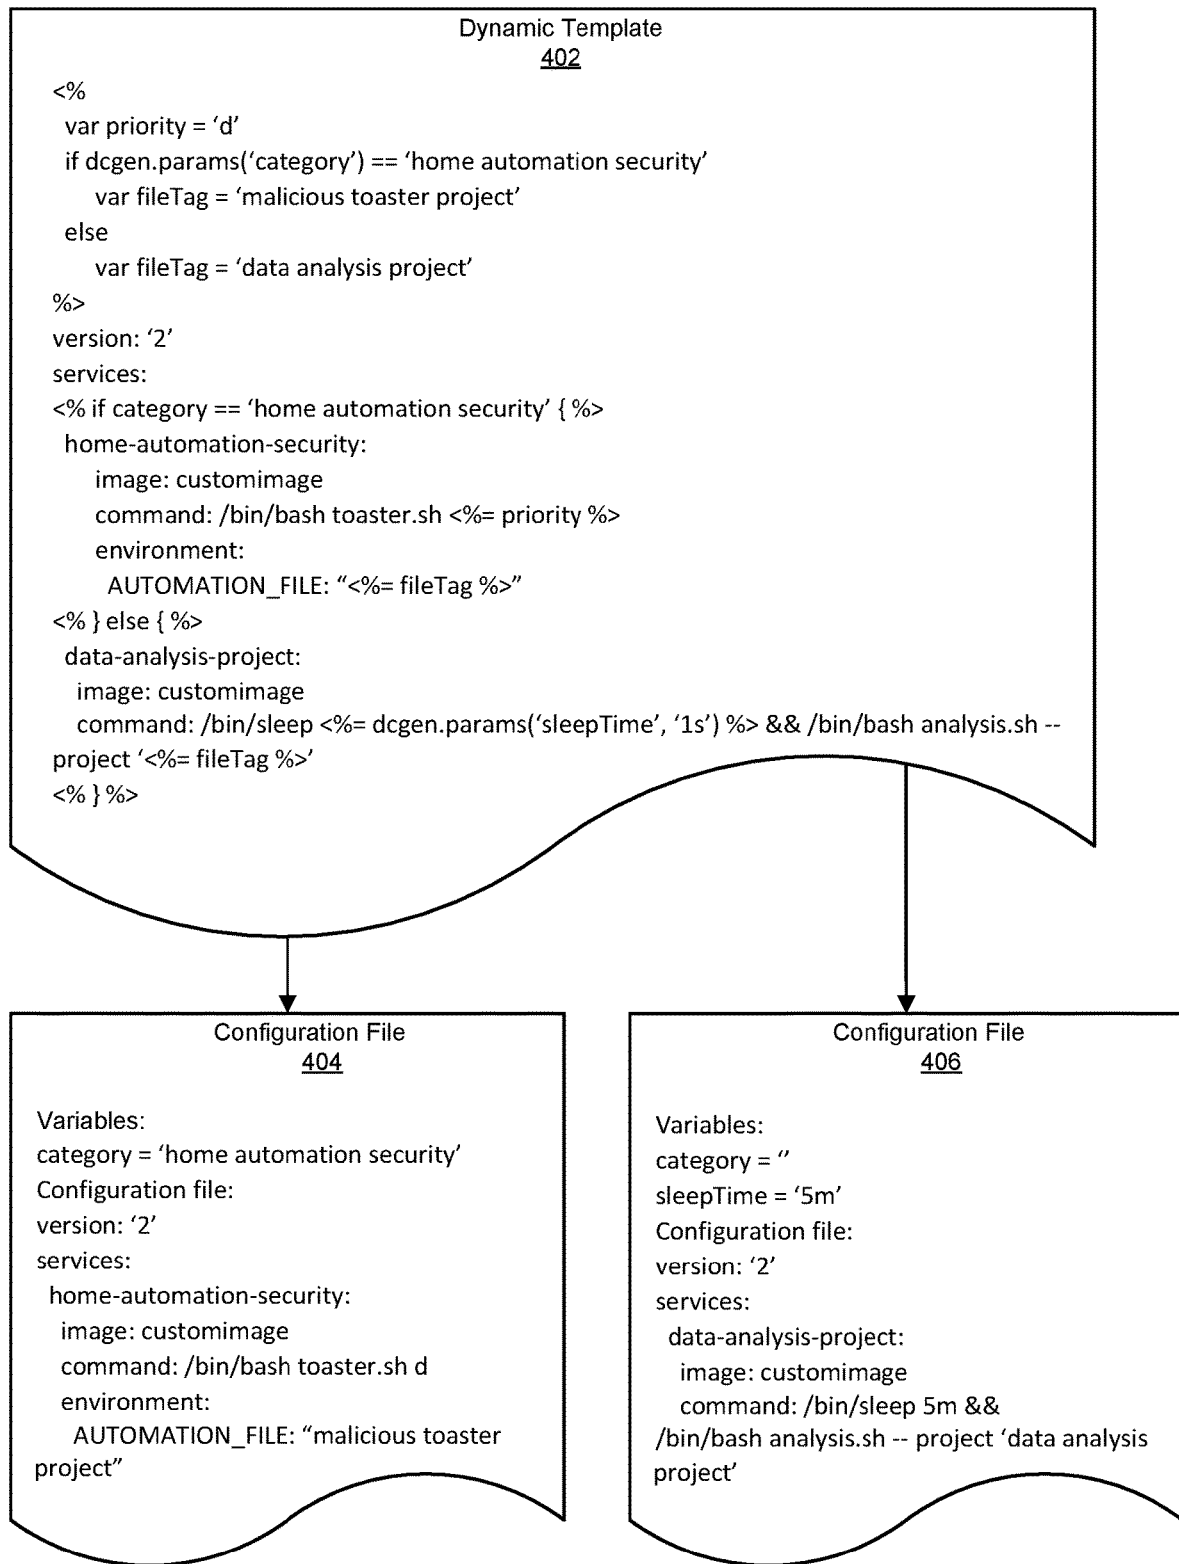 Dynamic Template
402
<%
var priority = ‘d’
if dcgen.params(‘category’) == ‘home automation security’
var fileTag = ‘malicious toaster project’
else
var fileTag = ‘data analysis project’
%>
version: ‘2’
services:
<% if category == ‘home automation security’ { %>
home-automation-security:
image: customimage
command: /bin/bash toaster.sh <%= priority %>
environment:
AUTOMATION_FILE: “<%= fileTag %>”
<% } else { %>
data-analysis-project:
image: customimage
command: /bin/sleep <%= dcgen.params(‘sleepTime’, ‘1s’) %> && /bin/bash analysis.sh --
project ‘<%= fileTag %>’
<% } %>
Configuration File
404
Variables:
category = ‘home automation security’
Configuration file:
version: ‘2’
services:
home-automation-security:
image: customimage
command: /bin/bash toaster.sh d
environment:
AUTOMATION_FILE: “malicious toaster
project”
Configuration File
406
Variables:
category = ‘’
sleepTime = ‘5m’
Configuration file:
version: ‘2’
services:
data-analysis-project:
image: customimage
command: /bin/sleep 5m &&
/bin/bash analysis.sh -- project ‘data analysis
project’